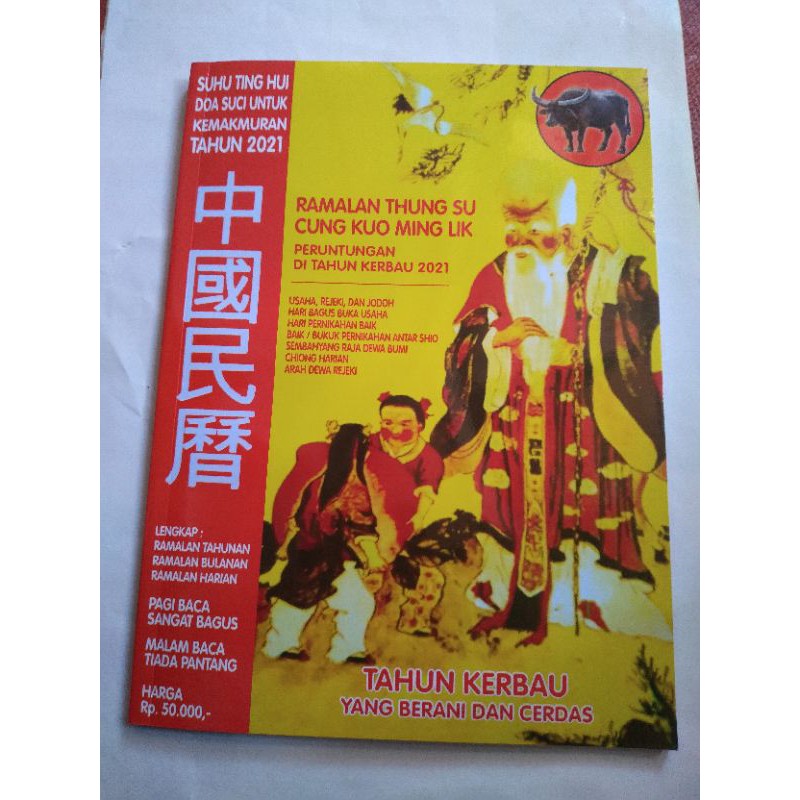 SUHU TING HUI
DOA SUCI UNTUK
KEMAKMURAN
TAHUN 2021
中國民曆
LENGKAP :
RAMALAN TAHUNAN
RAMALAN BULANAN
RAMALAN HARIAN
PAGI BACA
SANGAT BAGUS
MALAM BACA
TIADA PANTANG
HARGA
Rp. 50.000,-
RAMALAN THUNG SU
CUNG KUO MING LIK
PERUNTUNGAN
DI TAHUN KERBAU 2021
USAHA, REJEKI, DAN JODOH
HARI BAGUS BUKA USAHA
HARI PERNIKAHAN BAIK
BAIK / BUKUK PERNIKAHAN ANTAR SHIO
SEMBAHYANG RAJA DEWA BUMI
CHIONG HARIAN
ARAH DEWA REJEKI
TAHUN KERBAU
YANG BERANI DAN CERDAS